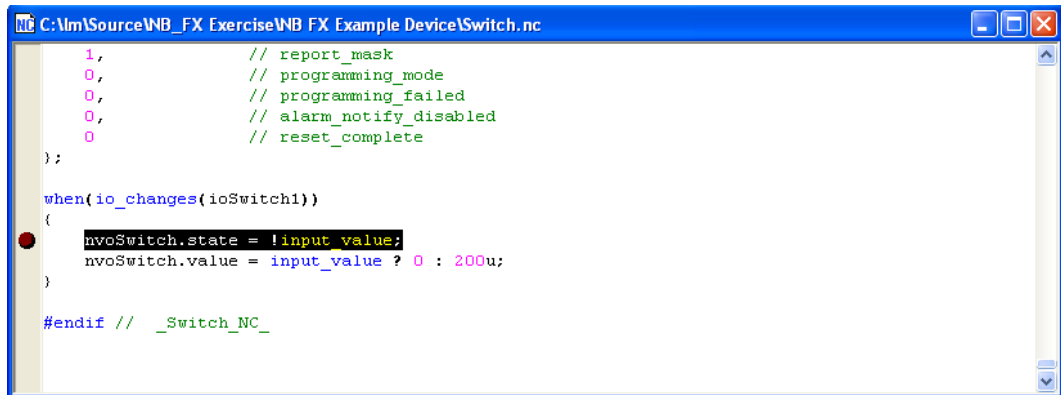 NC C:\lm\Source\NB_FX Exercise\NB FX Example Device\Switch.nc
1, // report_mask
0, // programming_mode
0, // programming_failed
0, // alarm_notify_disabled
0 // reset_complete
};
when(io_changes(ioSwitch1))
{
nvoSwitch.state = !input_value;
nvoSwitch.value = input_value ? 0 : 200u;
}
#endif // _Switch_NC_